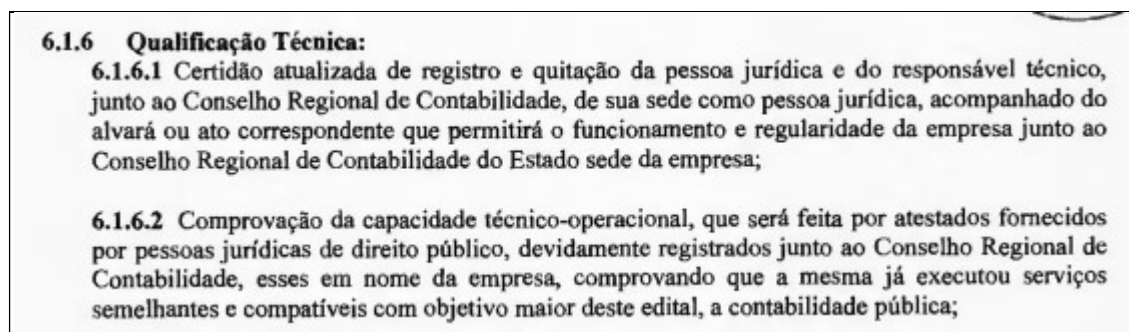 6.1.6 Qualificação Técnica:
6.1.6.1 Certidão atualizada de registro e quitação da pessoa jurídica e do responsável técnico,
junto ao Conselho Regional de Contabilidade, de sua sede como pessoa jurídica, acompanhado do
alvará ou ato correspondente que permitirá o funcionamento e regularidade da empresa junto ao
Conselho Regional de Contabilidade do Estado sede da empresa;
6.1.6.2 Comprovação da capacidade técnico-operacional, que será feita por atestados fornecidos
por pessoas jurídicas de direito público, devidamente registrados junto ao Conselho Regional de
Contabilidade, esses em nome da empresa, comprovando que a mesma já executou serviços
semelhantes e compatíveis com objetivo maior deste edital, a contabilidade pública;